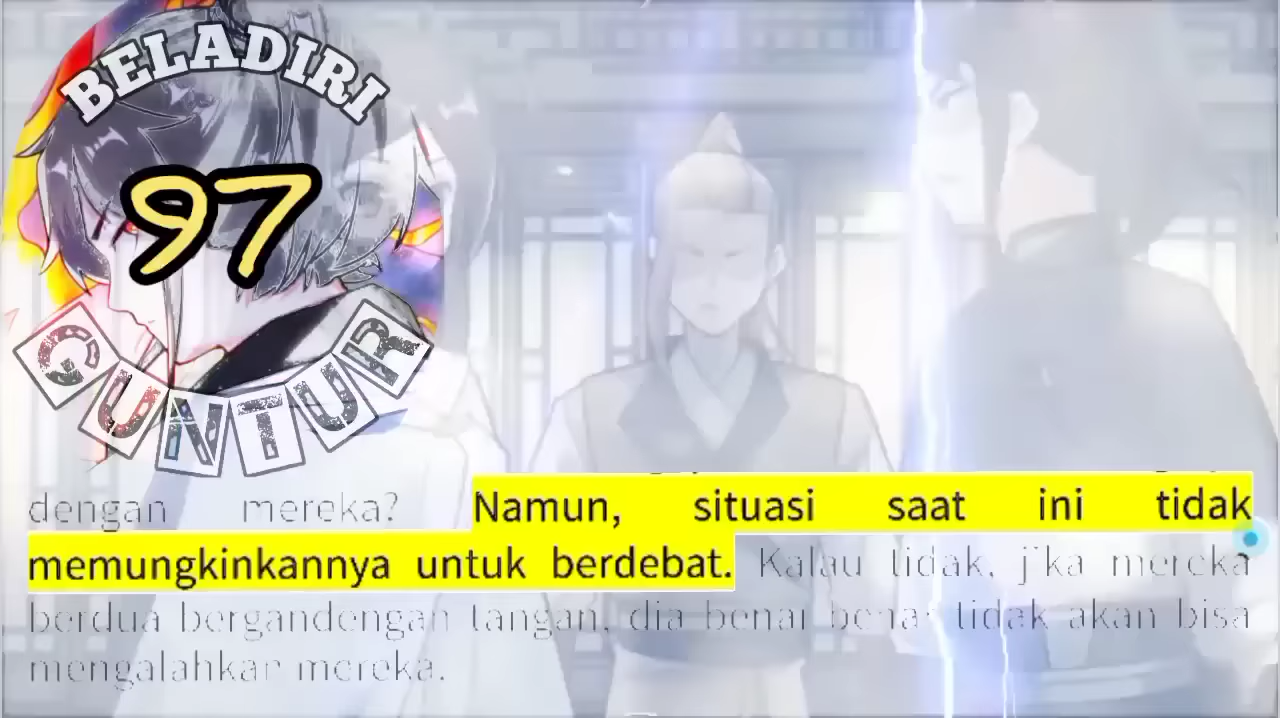 BELADIRI
97
GUNTUR
dengan mereka? Namun, situasi saat ini tidak
memungkinkannya untuk berdebat. Kalau tidak, jika mereka
berdua bergandengan tangan, dia benar benar tidak akan bisa
mengalahkan mereka.